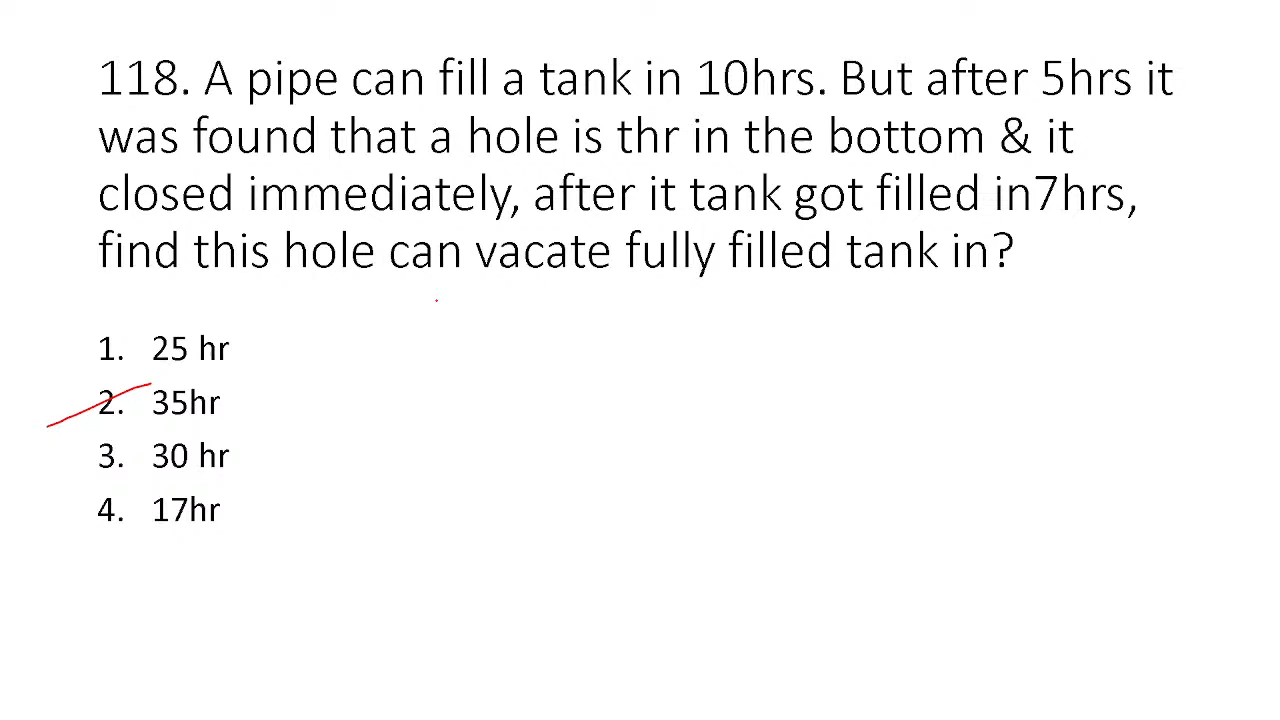 118. A pipe can fill a tank in 10hrs. But after 5hrs it
was found that a hole is thr in the bottom & it
closed immediately, after it tank got filled in7hrs,
find this hole can vacate fully filled tank in?
1. 25 hr
2. 35hr
3. 30 hr
4. 17hr